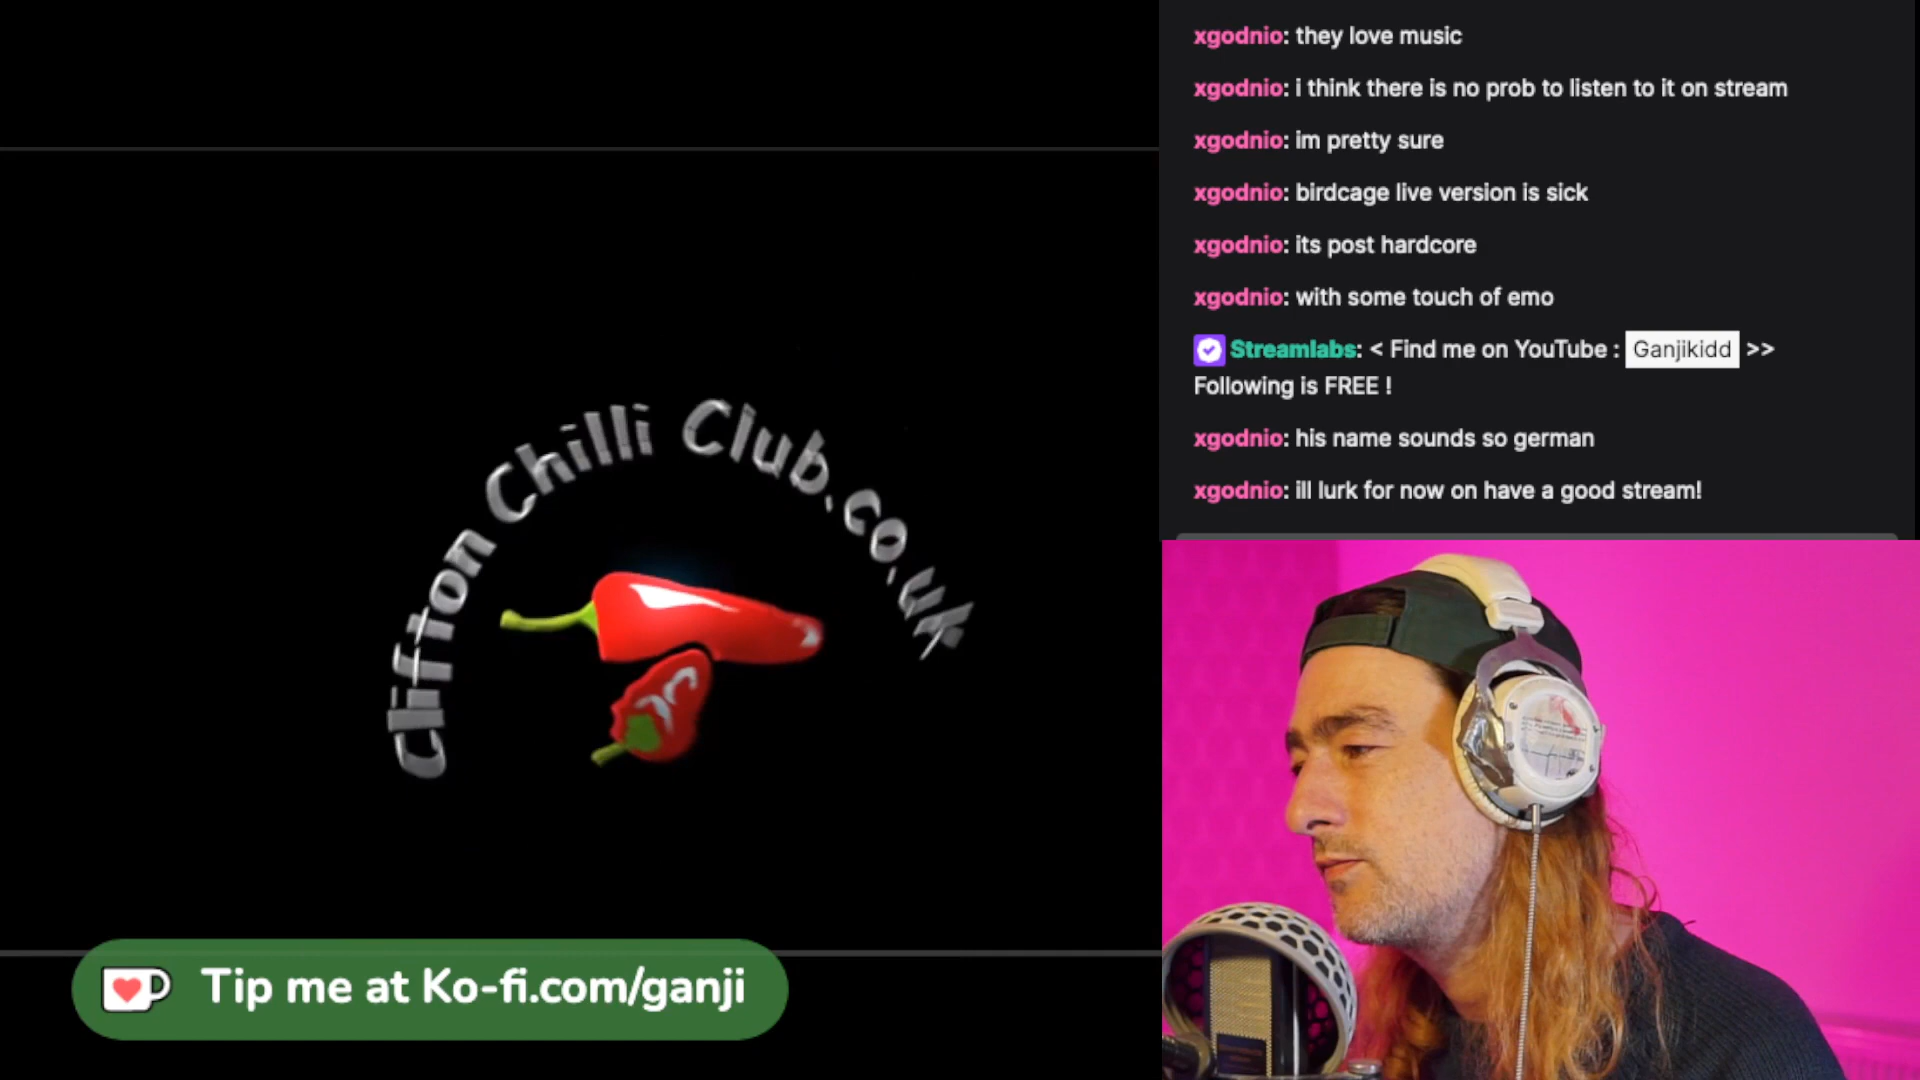 xgodnio: they love music
xgodnio: i think there is no prob to listen to it on stream
xgodnio: im pretty sure
xgodnio: birdcage live version is sick
xgodnio: its post hardcore
xgodnio: with some touch of emo
Streamlabs: < Find me on YouTube : Ganjikidd >>
Following is FREE !
xgodnio: his name sounds so german
xgodnio: ill lurk for now on have a good stream!
Clifton Chilli Club.co.uk
Tip me at Ko-fi.com/ganji